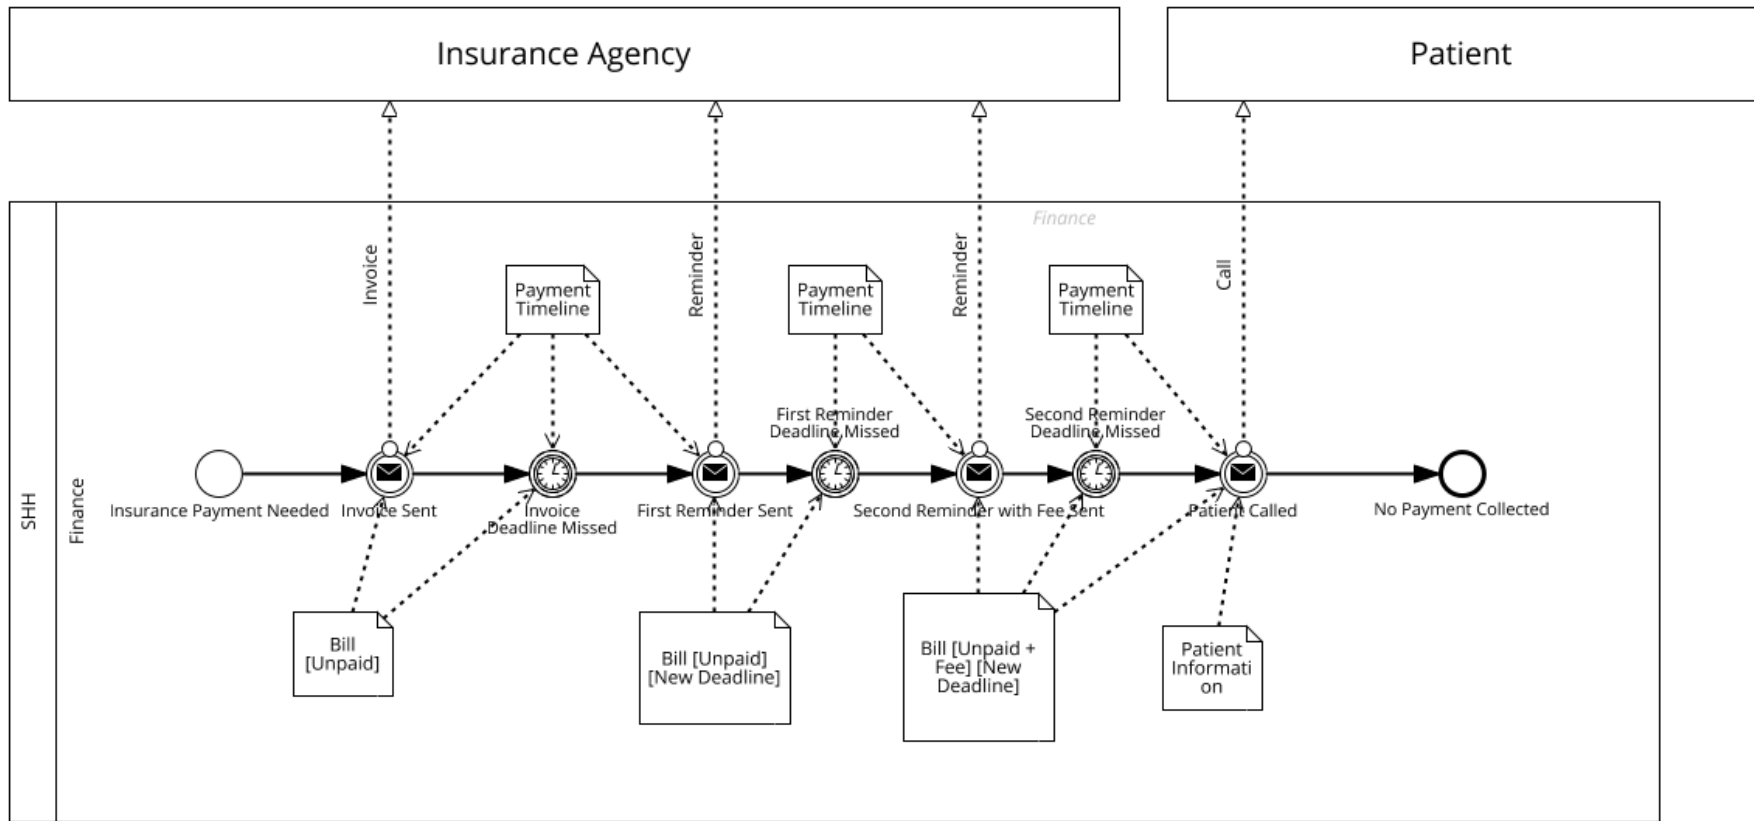 Insurance Agency
Patient
Finance
Invoice
Reminder
Reminder
Call
Payment
Timeline
Payment
Timeline
Payment
Timeline
First Reminder
Deadline Missed
Second Reminder
Deadline Missed
SHH
Finance
Insurance Payment Needed
Invoice Sent
Invoice
Deadline Missed
First Reminder Sent
Second Reminder with Fee Sent
Patient Called
No Payment Collected
Bill
[Unpaid]
Bill [Unpaid]
[New Deadline]
Bill [Unpaid +
Fee] [New
Deadline]
Patient
Informati
on